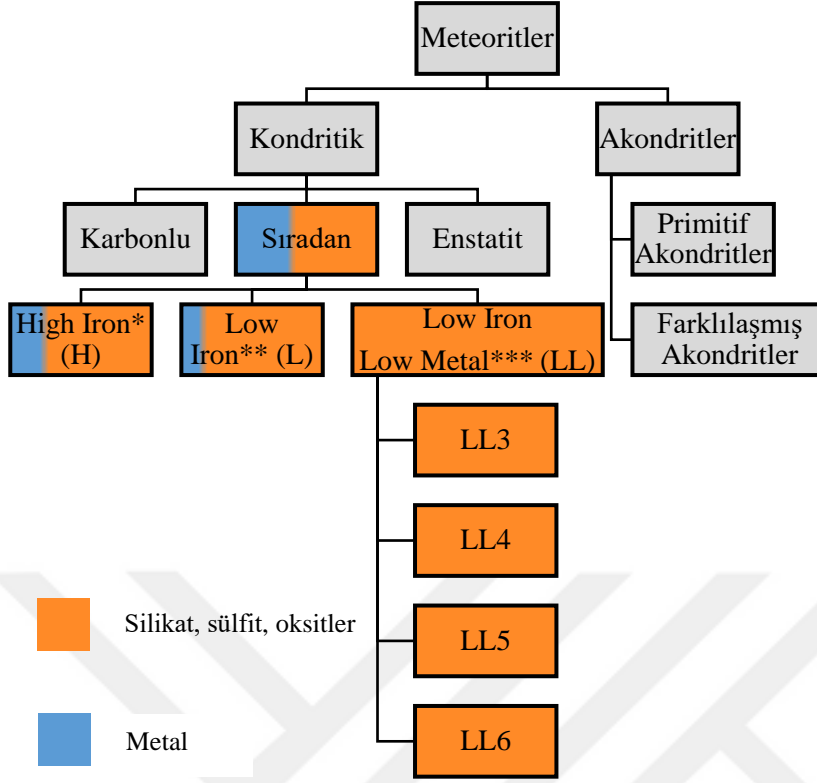 Meteoritler
Kondritik
Akondritler
Karbonlu
Sıradan
Enstatit
Primitif
Akondritler
High Iron*
(H)
Low
Iron** (L)
Low Iron
Low Metal*** (LL)
Farklılaşmış
Akondritler
LL3
LL4
LL5
LL6
Silikat, sülfit, oksitler
Metal